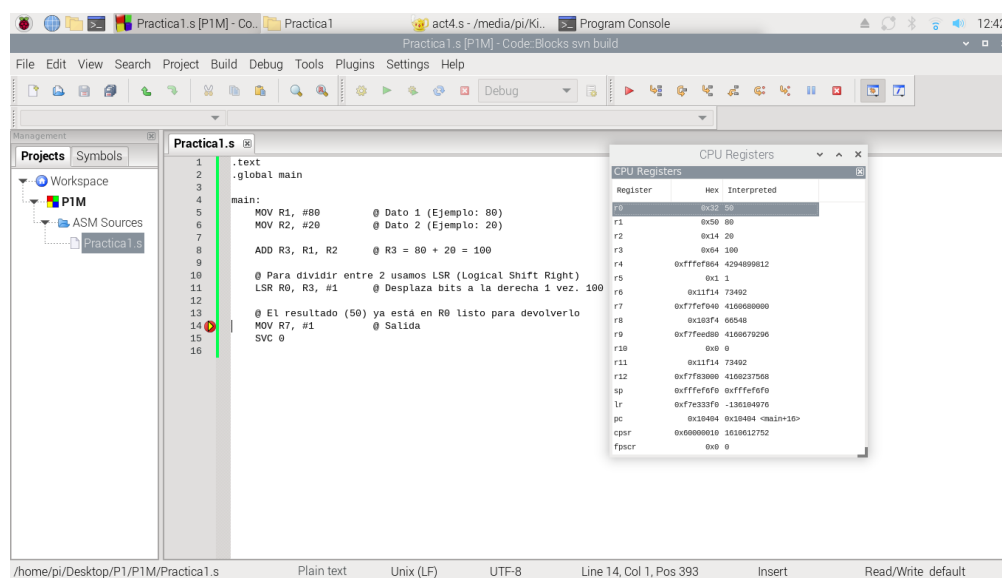 Practica1.s [P1M] - Co.. Practica1 act4.s - /media/pi/Ki.. Program Console 12:42
Practica1.s [P1M] - Code::Blocks svn build
File Edit View Search Project Build Debug Tools Plugins Settings Help
Debug
Management
Projects Symbols
Workspace
P1M
ASM Sources
Practica1.s
Practica1.s
1 .text
2 .global main
3
4 main:
5 MOV R1, #80 @ Dato 1 (Ejemplo: 80)
6 MOV R2, #20 @ Dato 2 (Ejemplo: 20)
7
8 ADD R3, R1, R2 @ R3 = 80 + 20 = 100
9
10 @ Para dividir entre 2 usamos LSR (Logical Shift Right)
11 LSR R0, R3, #1 @ Desplaza bits a la derecha 1 vez. 100
12
13 @ El resultado (50) ya está en R0 listo para devolverlo
14 MOV R7, #1 @ Salida
15 SVC 0
16
CPU Registers
CPU Registers
Register Hex Interpreted
r0 0x32 50
r1 0x50 80
r2 0x14 20
r3 0x64 100
r4 0xfffef864 4294899812
r5 0x1 1
r6 0x11f14 73492
r7 0xf7fef040 4160680000
r8 0x103f4 66548
r9 0xf7feed80 4160679296
r10 0x0 0
r11 0x11f14 73492
r12 0xf7f83000 4160237568
sp 0xfffef6f0 0xfffef6f0
lr 0xf7e333f0 -136104976
pc 0x10404 0x10404 <main+16>
cpsr 0x60000010 1610612752
fpscr 0x0 0
/home/pi/Desktop/P1/P1M/Practica1.s Plain text Unix (LF) UTF-8 Line 14, Col 1, Pos 393 Insert Read/Write default